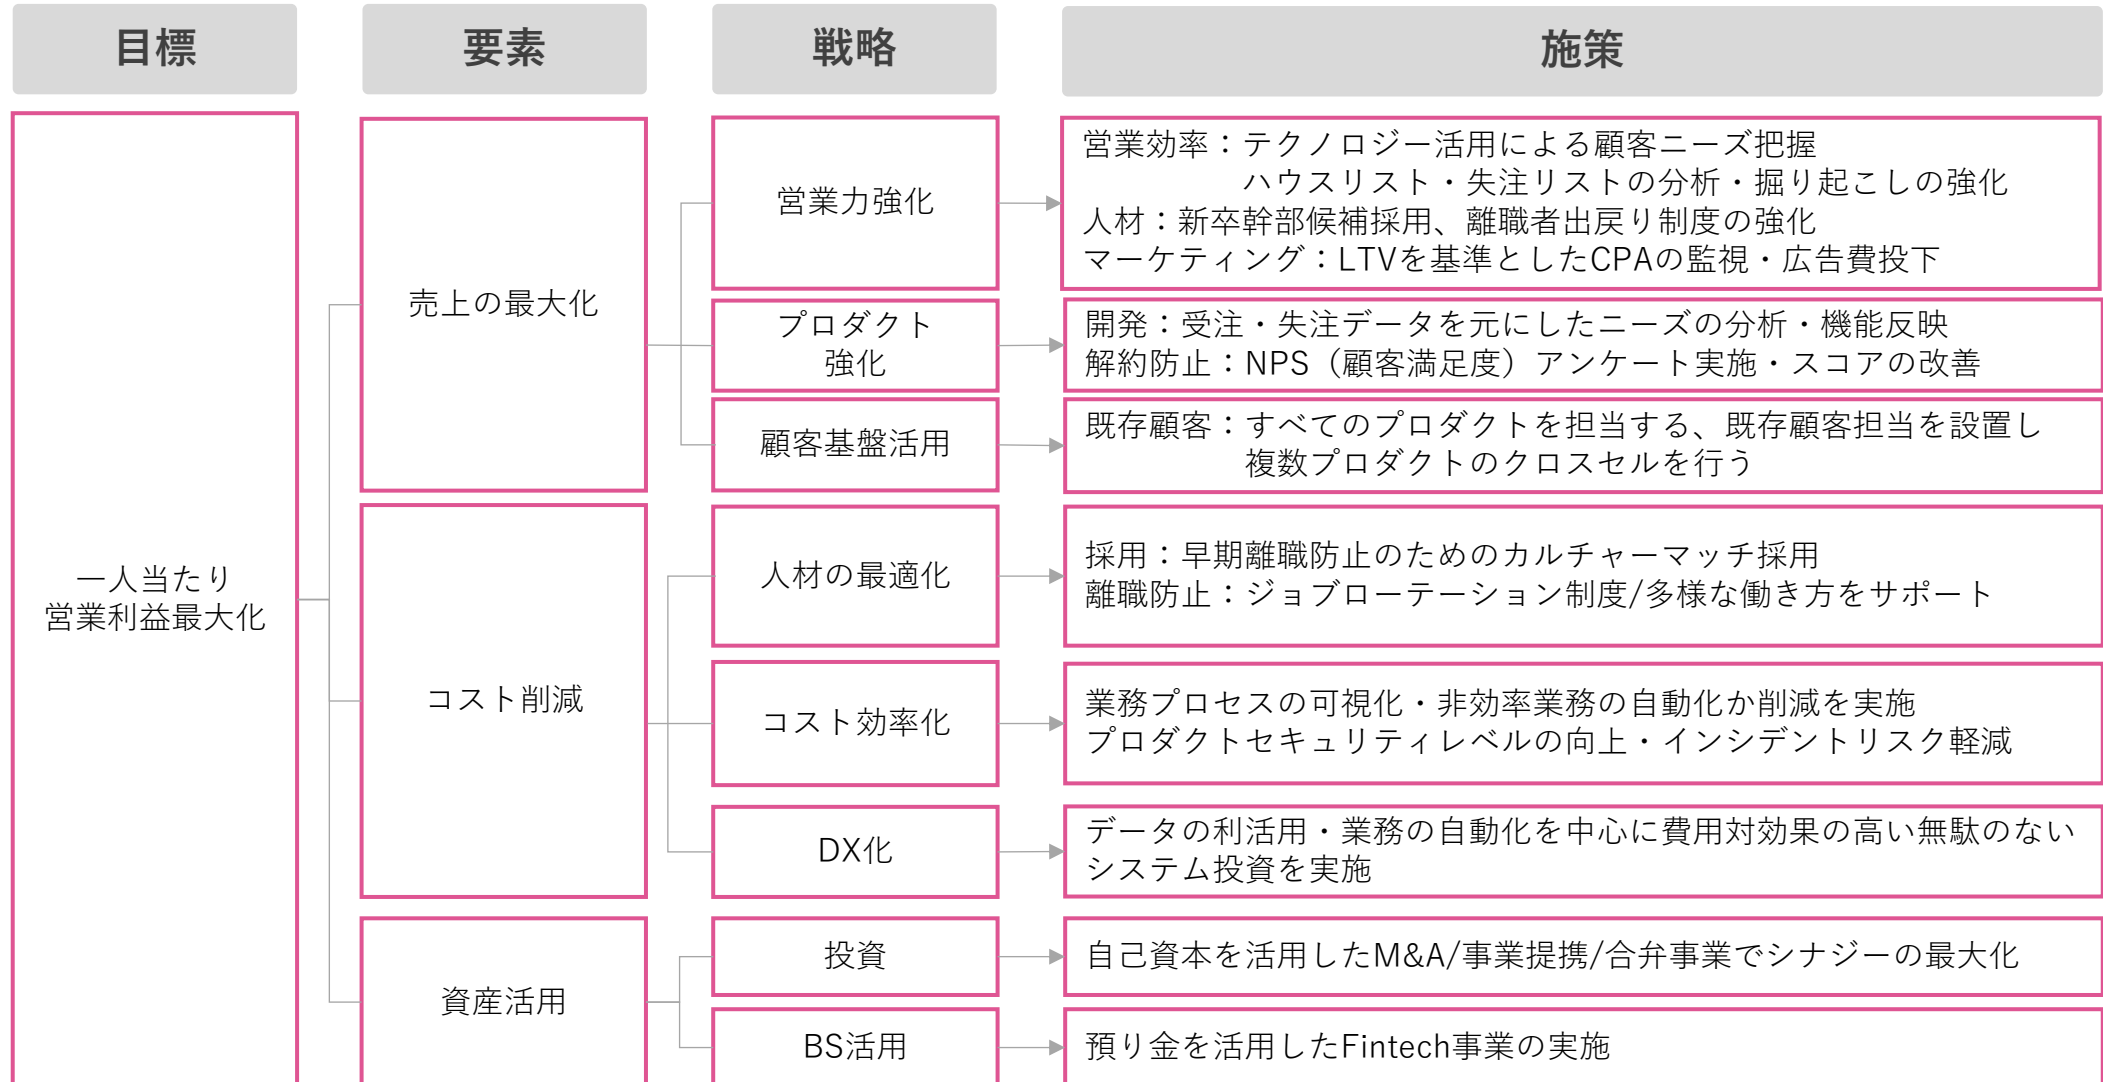 目標
要素
戦略
施策
一人当たり
営業利益最大化
売上の最大化
営業力強化
営業効率：テクノロジー活用による顧客ニーズ把握
ハウスリスト・失注リストの分析・掘り起こしの強化
人材：新卒幹部候補採用、離職者出戻り制度の強化
マーケティング：LTVを基準としたCPAの監視・広告費投下
プロダクト
強化
開発：受注・失注データを元にしたニーズの分析・機能反映
解約防止：NPS（顧客満足度）アンケート実施・スコアの改善
顧客基盤活用
既存顧客：すべてのプロダクトを担当する、既存顧客担当を設置し
複数プロダクトのクロスセルを行う
コスト削減
人材の最適化
採用：早期離職防止のためのカルチャーマッチ採用
離職防止：ジョブローテーション制度/多様な働き方をサポート
コスト効率化
業務プロセスの可視化・非効率業務の自動化か削減を実施
プロダクトセキュリティレベルの向上・インシデントリスク軽減
DX化
データの利活用・業務の自動化を中心に費用対効果の高い無駄のない
システム投資を実施
資産活用
投資
自己資本を活用したM&A/事業提携/合弁事業でシナジーの最大化
BS活用
預り金を活用したFintech事業の実施